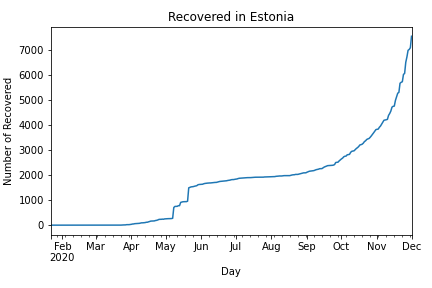 Recovered in Estonia
Number of Recovered
7000
6000
5000
4000
3000
2000
1000
0
Feb Mar Apr May Jun Jul Aug Sep Oct Nov Dec
2020
Day